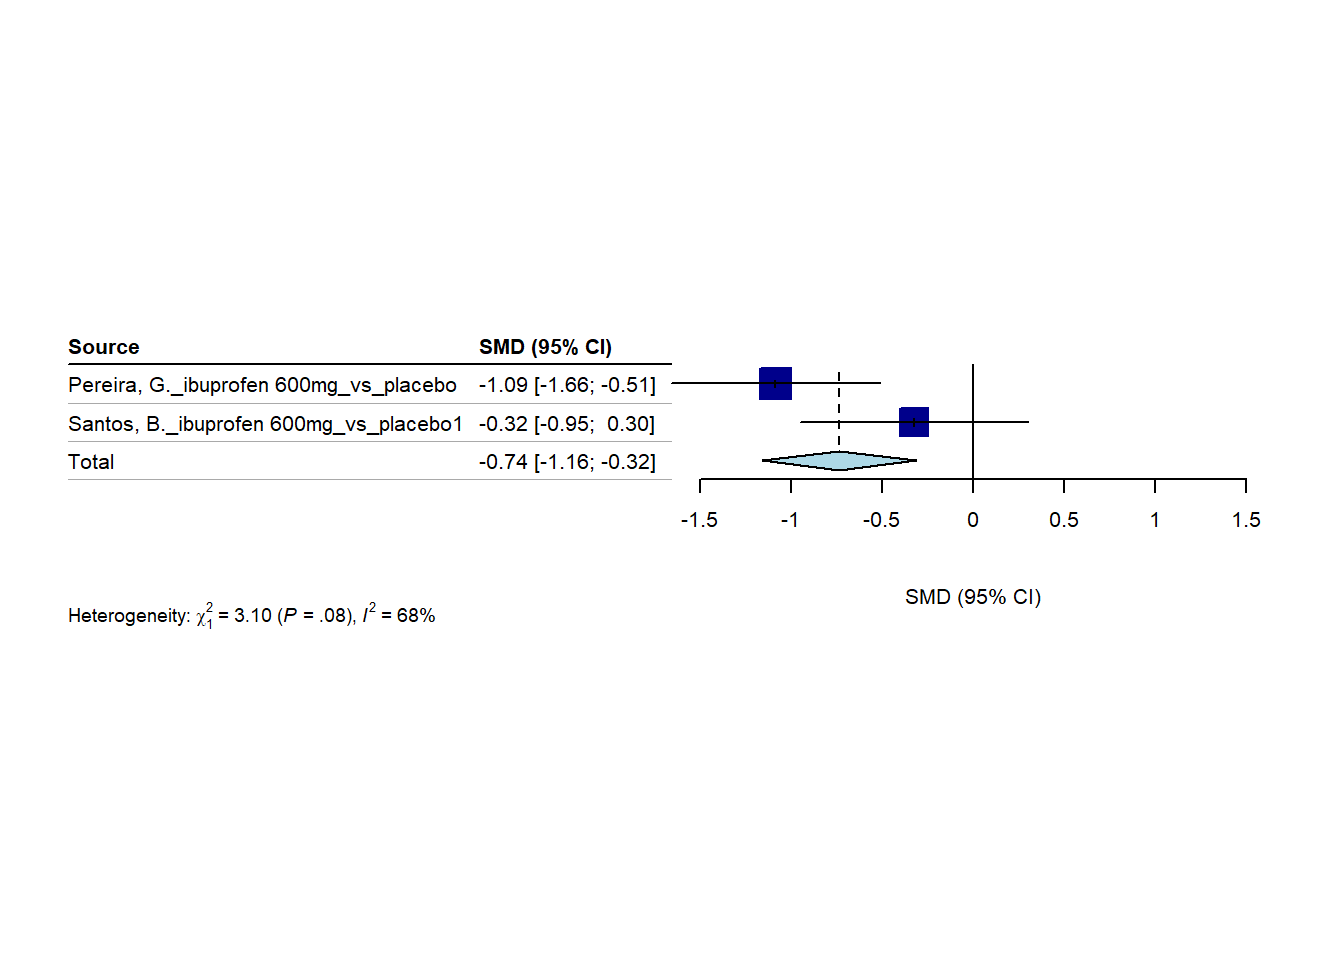 Source SMD (95% CI)
Pereira, G._ibuprofen 600mg_vs_placebo -1.09 [-1.66; -0.51]
Santos, B._ibuprofen 600mg_vs_placebo1 -0.32 [-0.95;  0.30]
Total -0.74 [-1.16; -0.32]
-1.5 -1 -0.5 0 0.5 1 1.5
SMD (95% CI)
Heterogeneity: χ²₁ = 3.10 (P = .08), I² = 68%